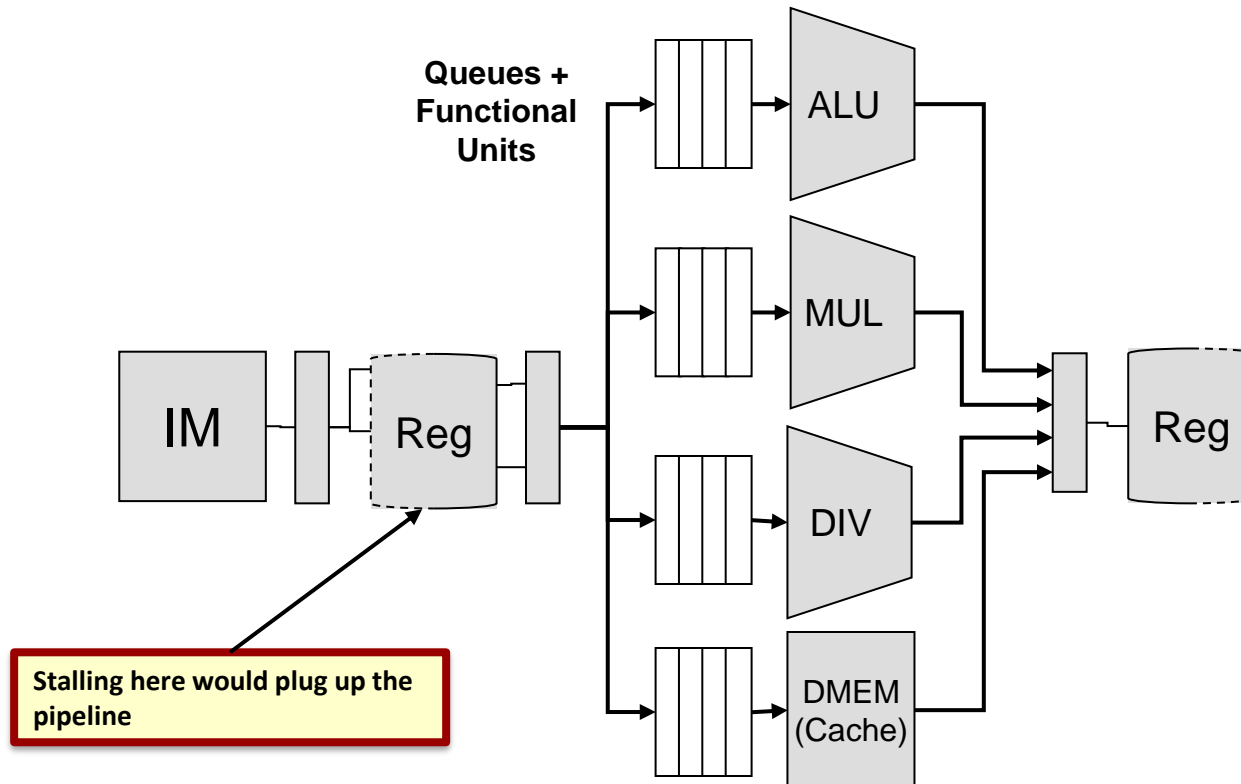 Queues +
Functional
Units
ALU
MUL
IM
Reg
Reg
DIV
DMEM
(Cache)
Stalling here would plug up the
pipeline